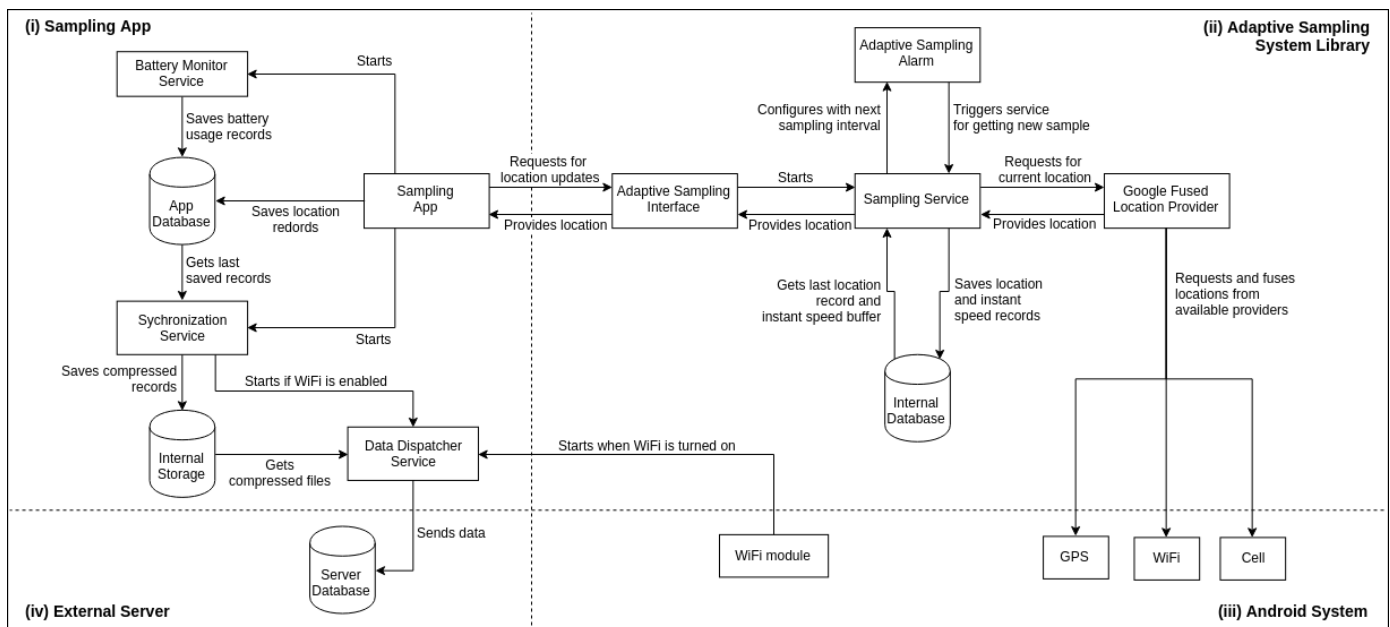 (i) Sampling App
(ii) Adaptive Sampling
System Library
Battery Monitor
Service
Starts
Adaptive Sampling
Alarm
Saves battery
usage records
Configures with next
sampling interval
Triggers service
for getting new sample
App
Database
Saves location
redords
Sampling
App
Requests for
location updates
Provides location
Adaptive Sampling
Interface
Starts
Provides location
Sampling Service
Requests for
current location
Provides location
Google Fused
Location Provider
Gets last
saved records
Gets last location
record and
instant speed buffer
Saves location
and instant
speed records
Requests and fuses
locations from
available providers
Sychronization
Service
Starts
Saves compressed
records
Starts if WiFi is enabled
Internal
Database
Internal
Storage
Gets
compressed files
Data Dispatcher
Service
Starts when WiFi is turned on
Sends data
Server
Database
WiFi module
GPS
WiFi
Cell
(iv) External Server
(iii) Android System